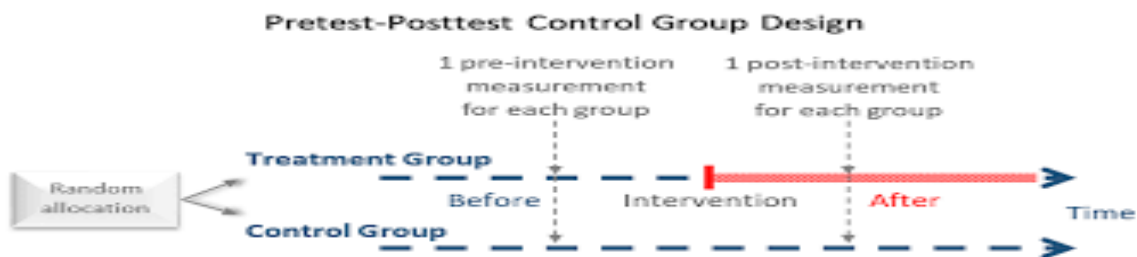 Pretest-Posttest Control Group Design
1 pre-intervention
measurement
for each group
1 post-intervention
measurement
for each group
Treatment Group
Random
allocation
Before
Intervention
After
Time
Control Group